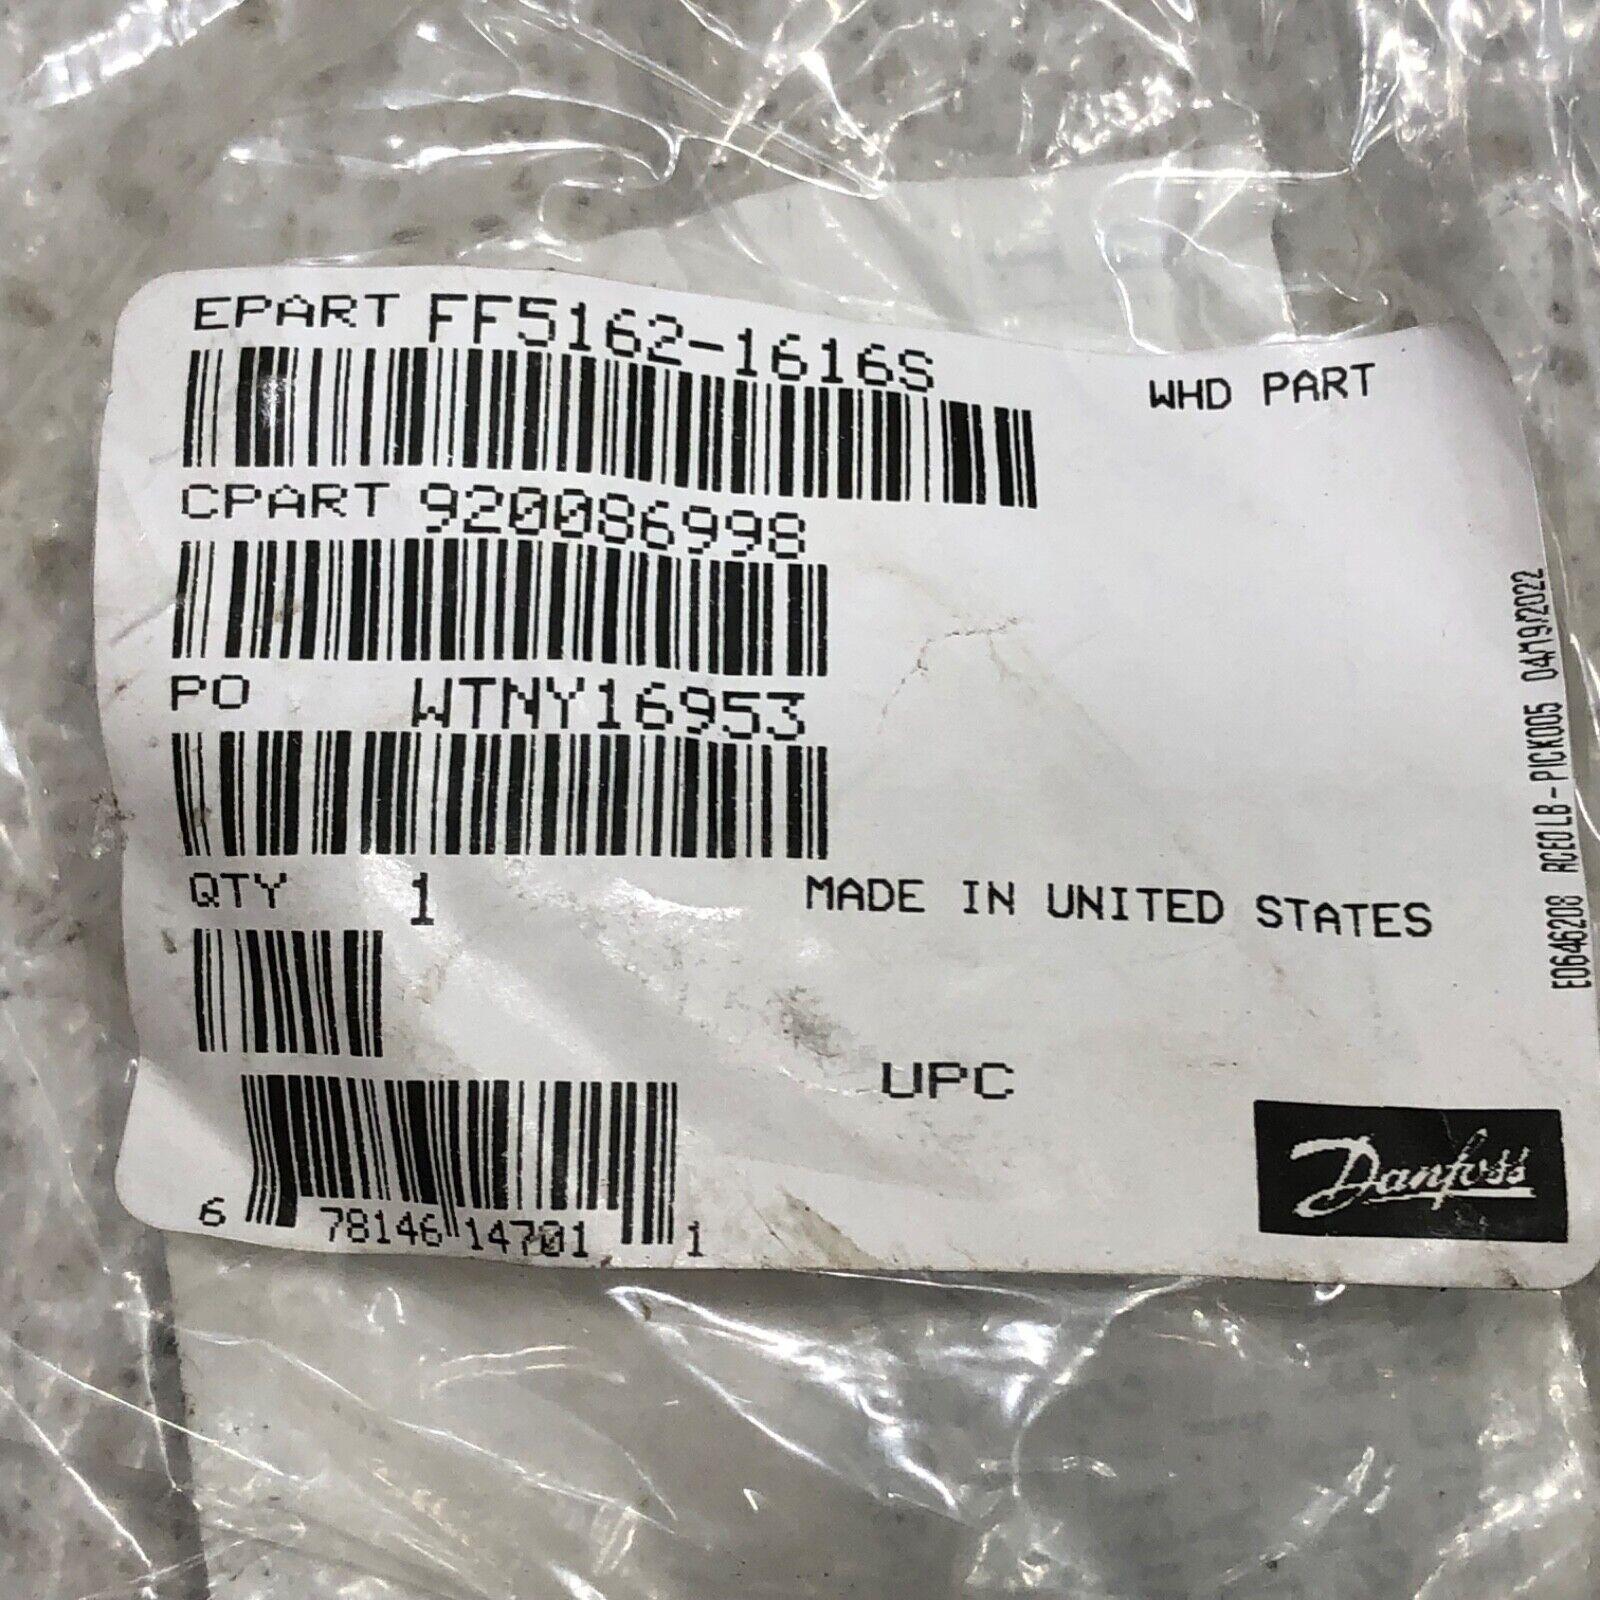 EPART FF5162-1616S
WHD PART
CPART 920086998
PO WTNY16953
QTY 1
MADE IN UNITED STATES
UPC
6 78146 14701 1
Danfoss
E0646208 RCEOLB-PICK005 04/19/2022